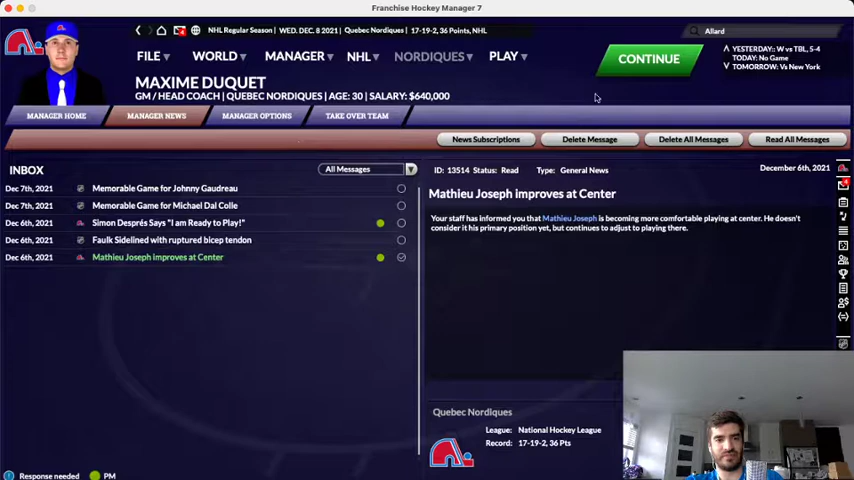 Franchise Hockey Manager 7
NHL Regular Season | WED. DEC. 8 2021 | Quebec Nordiques | 17-19-2, 36 Points, NHL
Allard
FILE
WORLD
MANAGER
NHL
NORDIQUES
PLAY
CONTINUE
YESTERDAY: W vs TBL, 5-4
TODAY: No Game
TOMORROW: Vs New York
MAXIME DUQUET
GM / HEAD COACH | QUEBEC NORDIQUES | AGE: 30 | SALARY: $640,000
MANAGER HOME
MANAGER NEWS
MANAGER OPTIONS
TAKE OVER TEAM
News Subscriptions
Delete Message
Delete All Messages
Read All Messages
INBOX
All Messages
Dec 7th, 2021 Memorable Game for Johnny Gaudreau
Dec 7th, 2021 Memorable Game for Michael Dal Colle
Dec 6th, 2021 Simon Després Says "I am Ready to Play!"
Dec 6th, 2021 Faulk Sidelined with ruptured bicep tendon
Dec 6th, 2021 Mathieu Joseph improves at Center
ID: 13514 Status: Read Type: General News
December 6th, 2021
Mathieu Joseph improves at Center
Your staff has informed you that Mathieu Joseph is becoming more comfortable playing at center. He doesn't
consider it his primary position yet, but continues to adjust to playing there.
Quebec Nordiques
League: National Hockey League
Record: 17-19-2, 36 Pts
Response needed
PM